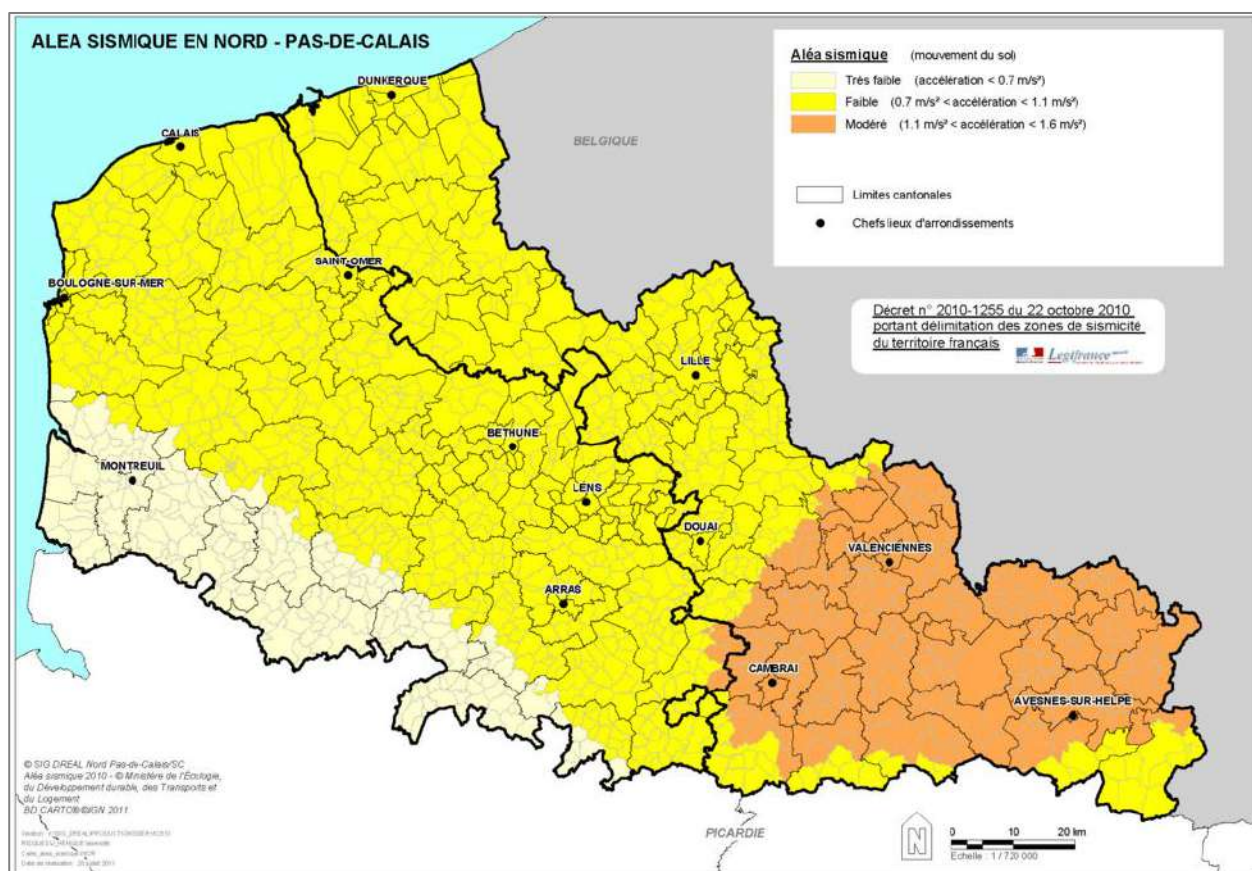 ALEA SISMIQUE EN NORD - PAS-DE-CALAIS
Aléa sismique (mouvement du sol)
Trés faible (accélération < 0.7 m/s²)
Faible (0.7 m/s² < accélération < 1.1 m/s²)
Modéré (1.1 m/s² < accélération < 1.6 m/s²)
Limites cantonales
Chefs lieux d'arrondissements
Décret n° 2010-1255 du 22 octobre 2010
portant délimitation des zones de sismicité
du territoire français
Legifrance
DUNKERQUE
CALAIS
BELGIQUE
SAINT-OMER
BOULOGNE-SUR-MER
LILLE
BETHUNE
MONTREUIL
LENS
DOUAI
VALENCIENNES
ARRAS
CAMBRAI
AVESNES-SUR-HELPE
PICARDIE
© SIG DREAL Nord Pas-de-Calais/SC
Aléa sismique 2010 - © Ministère de l'Écologie,
du Développement durable, des Transports et
du Logement
BD CARTO®©IGN 2011
N
0 10 20 km
Echelle : 1 / 720 000